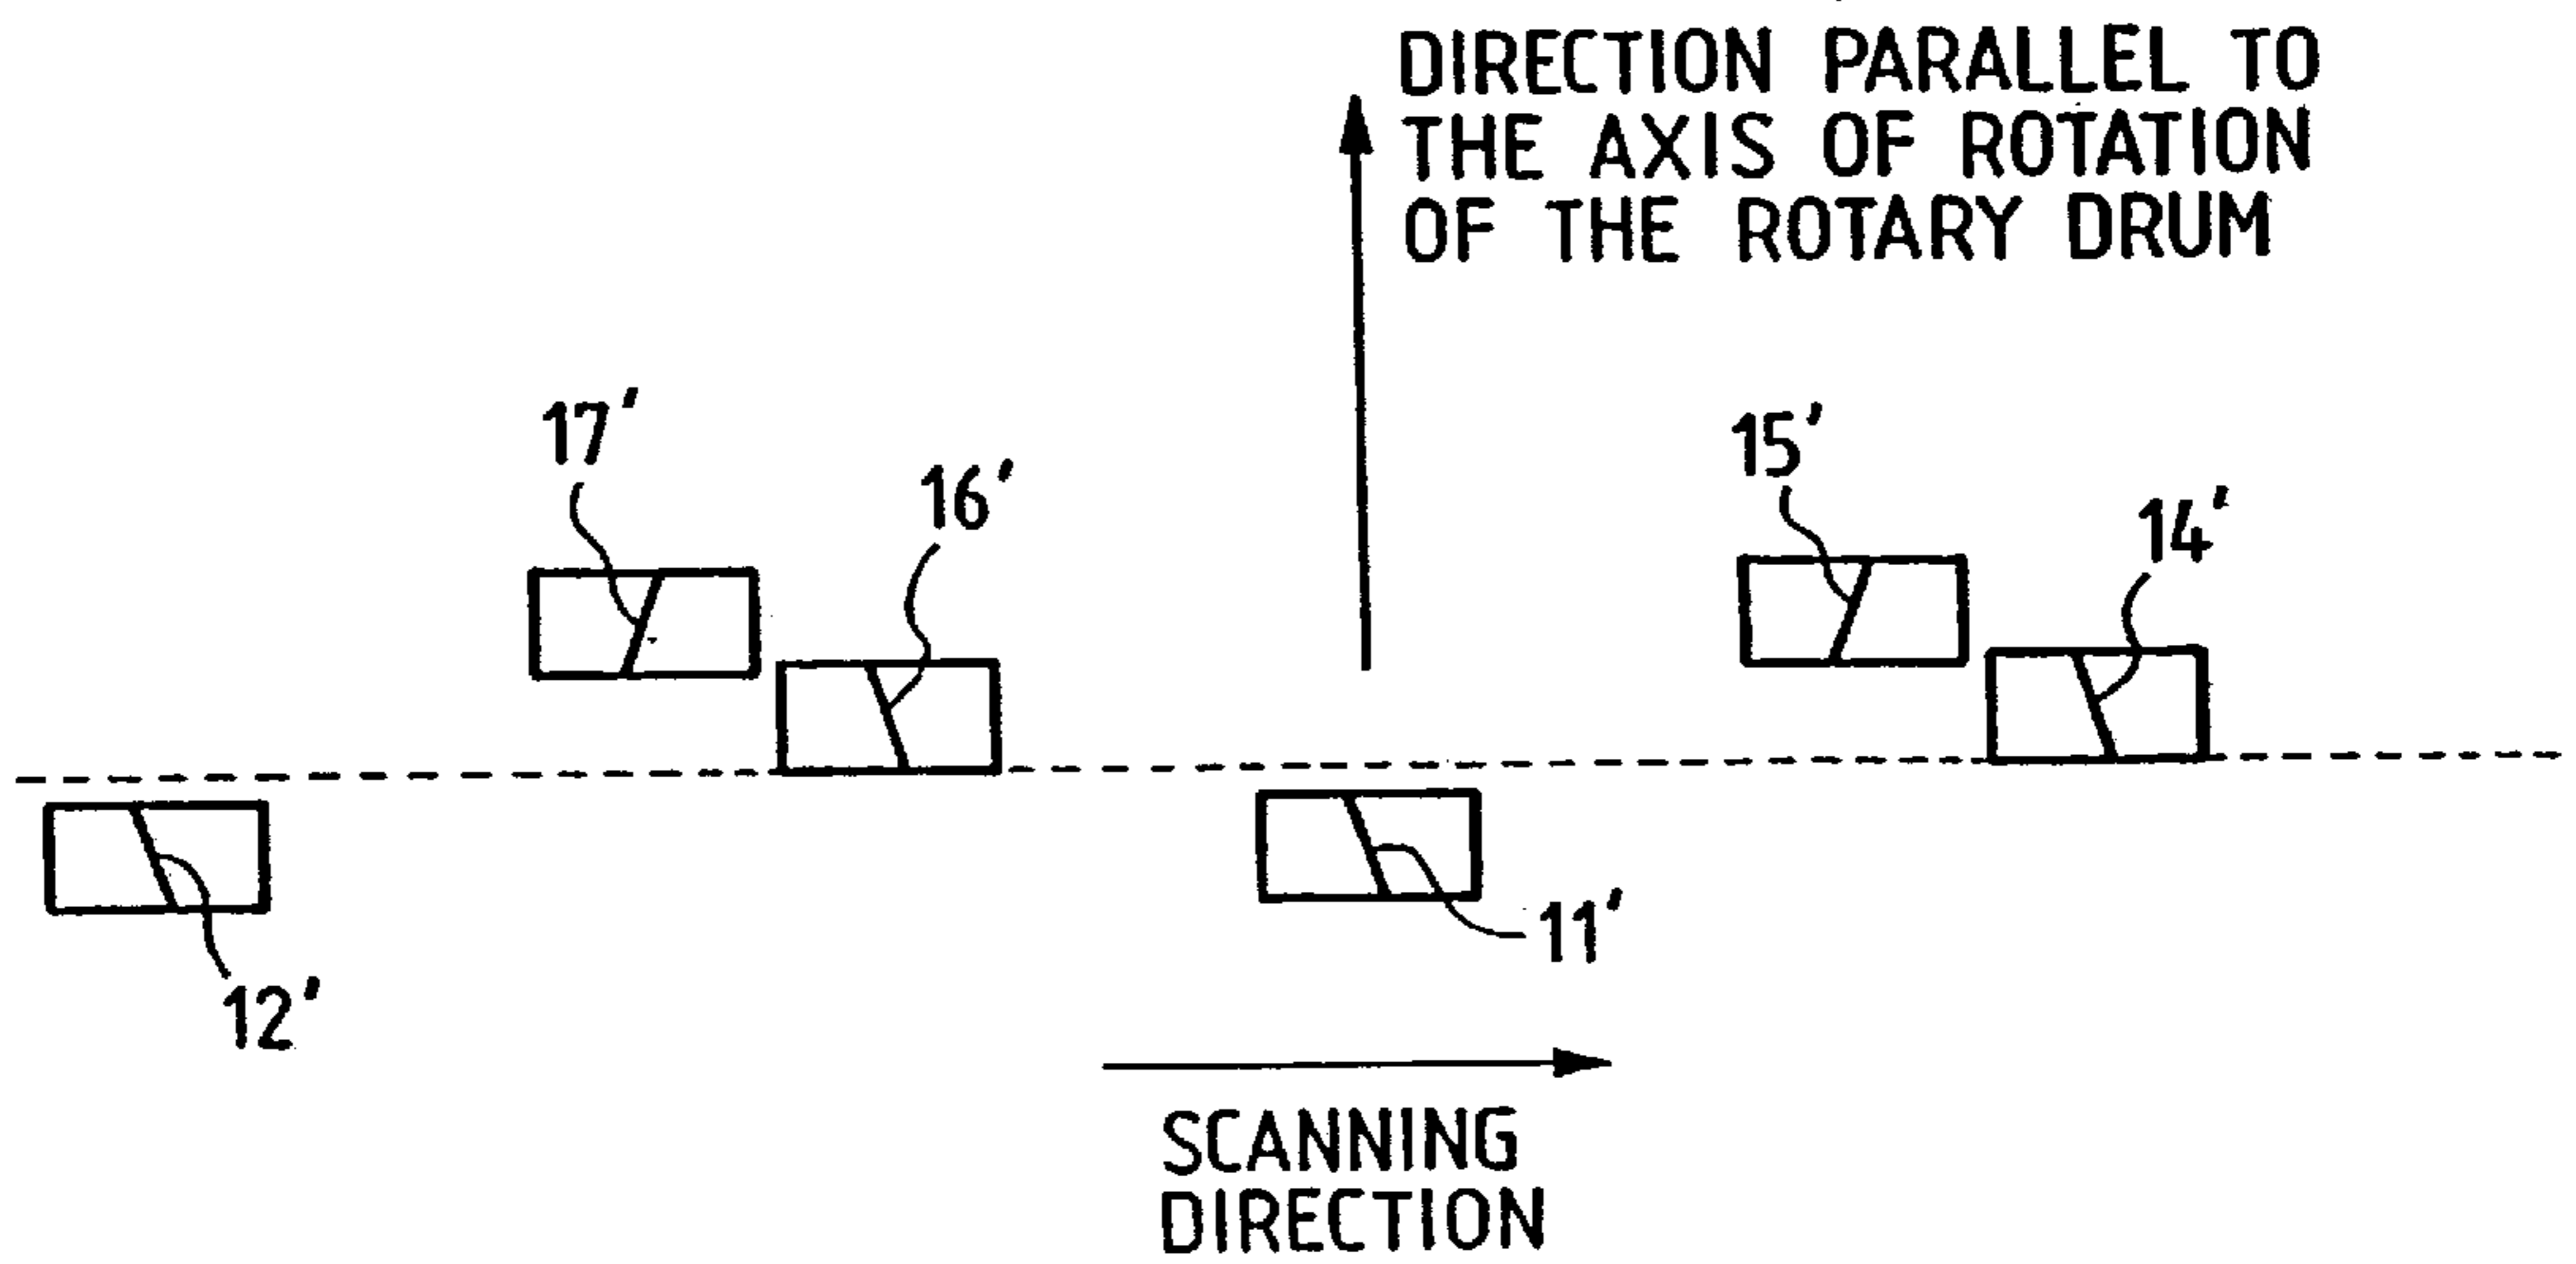 DIRECTION PARALLEL TO
THE AXIS OF ROTATION
OF THE ROTARY DRUM
17'
16'
15'
14'
12'
11'
SCANNING
DIRECTION